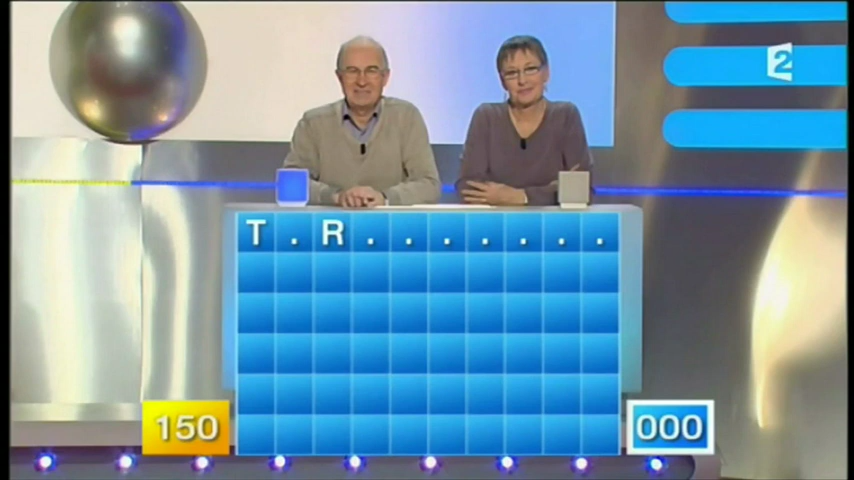 2
T . R . . . . . . .
150
000